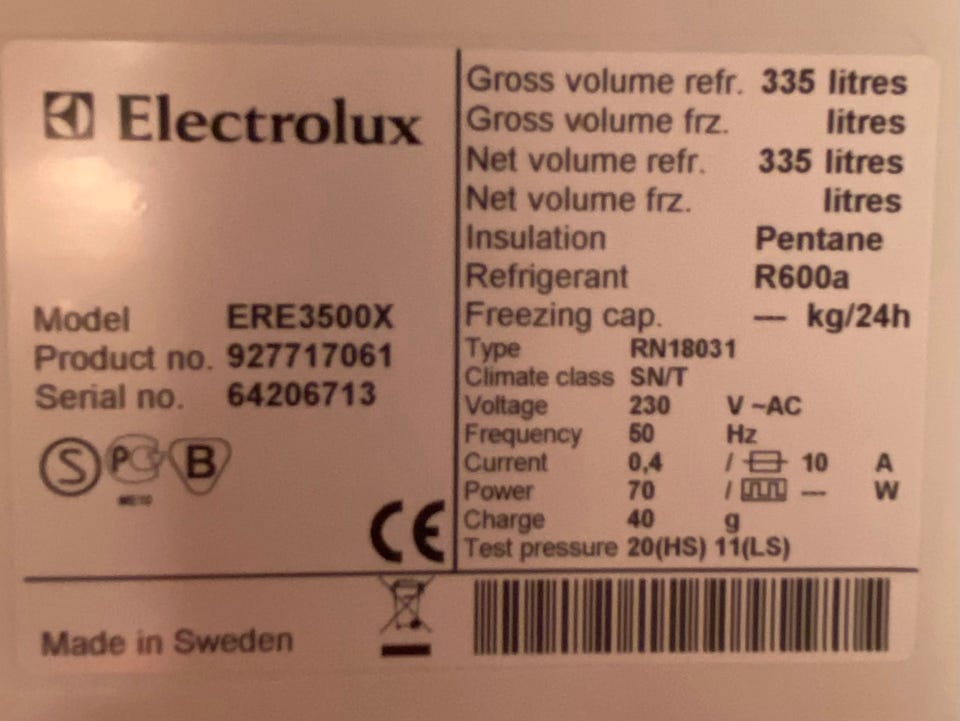 Electrolux
Model ERE3500X
Product no. 927717061
Serial no. 64206713
S PC B
CE
Made in Sweden
Gross volume refr. 335 litres
Gross volume frz. litres
Net volume refr. 335 litres
Net volume frz. litres
Insulation Pentane
Refrigerant R600a
Freezing cap. — kg/24h
Type RN18031
Climate class SN/T
Voltage 230 V ~AC
Frequency 50 Hz
Current 0,4 / 10 A
Power 70 / — W
Charge 40 g
Test pressure 20(HS) 11(LS)